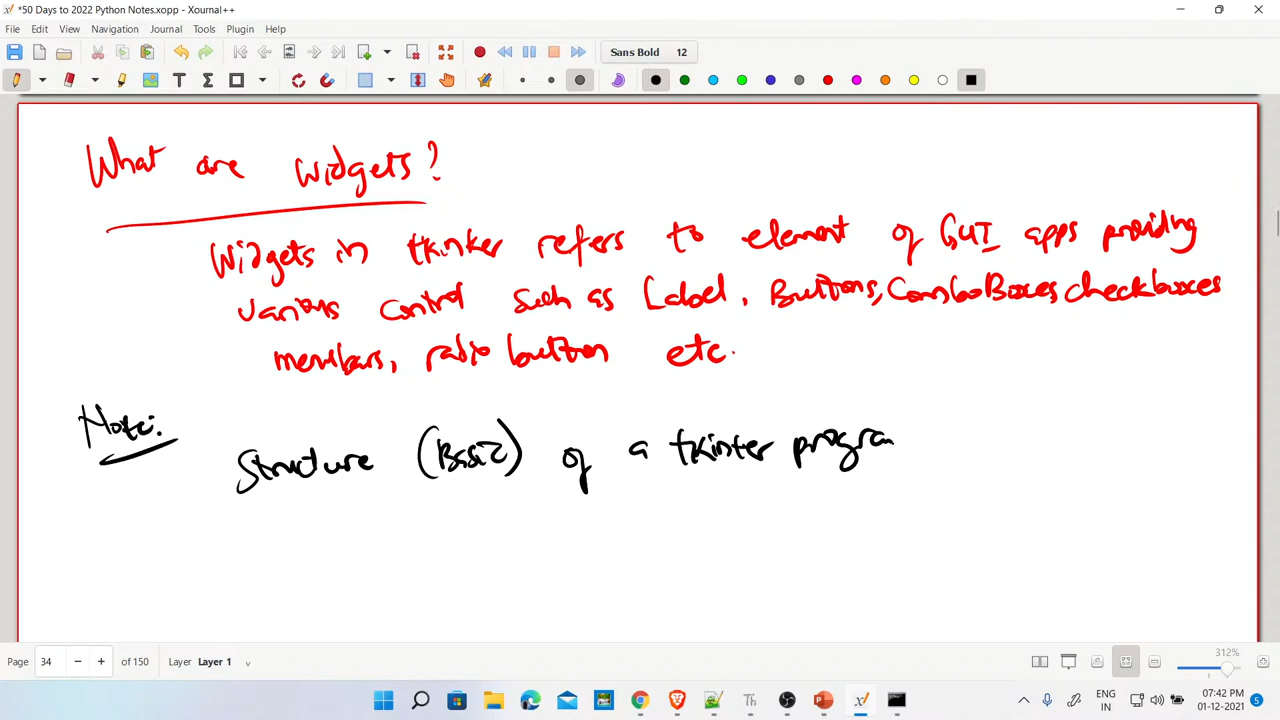 *50 Days to 2022 Python Notes.xopp - Xournal++
File Edit View Navigation Journal Tools Plugin Help
Sans Bold 12
What are Widgets?
Widgets in tkinker refers to element of GUI apps providing
various control such as Label, Buttons, ComboBoxes checkboxes
radio button etc.
Note:
Structure (Basic) of a tkinter progra
Page 34 of 150 Layer Layer 1
312%
ENG
IN
07:42 PM
01-12-2021
5